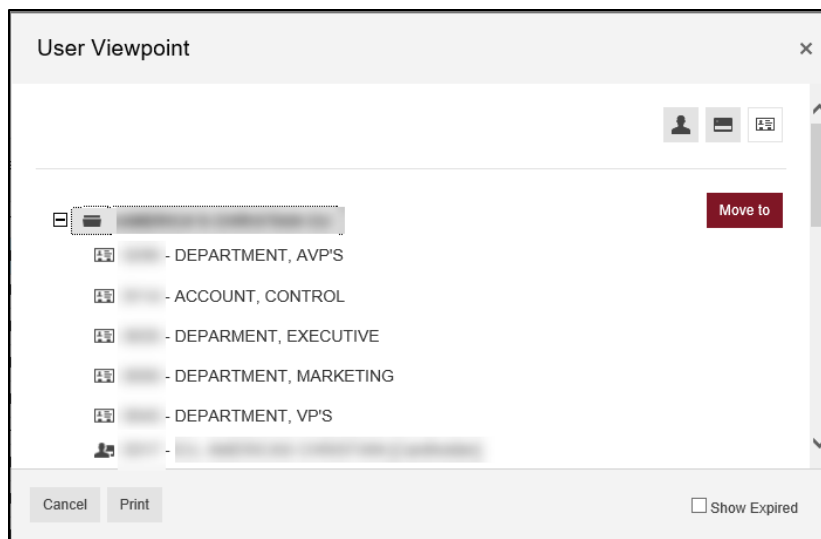 User Viewpoint
Move to
- DEPARTMENT, AVP'S
- ACCOUNT, CONTROL
- DEPARMENT, EXECUTIVE
- DEPARTMENT, MARKETING
- DEPARTMENT, VP'S
-
Cancel Print Show Expired